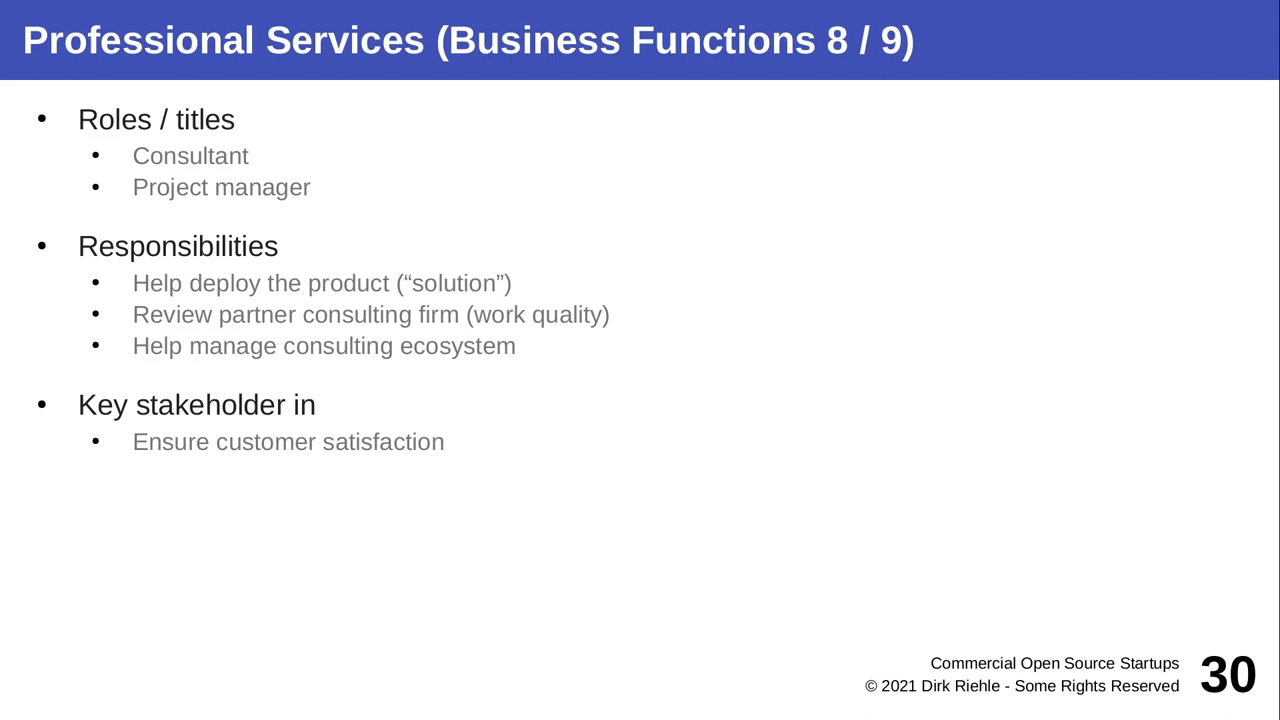 Professional Services (Business Functions 8 / 9)
• Roles / titles
• Consultant
• Project manager
• Responsibilities
• Help deploy the product (“solution”)
• Review partner consulting firm (work quality)
• Help manage consulting ecosystem
• Key stakeholder in
• Ensure customer satisfaction
Commercial Open Source Startups
© 2021 Dirk Riehle - Some Rights Reserved
30